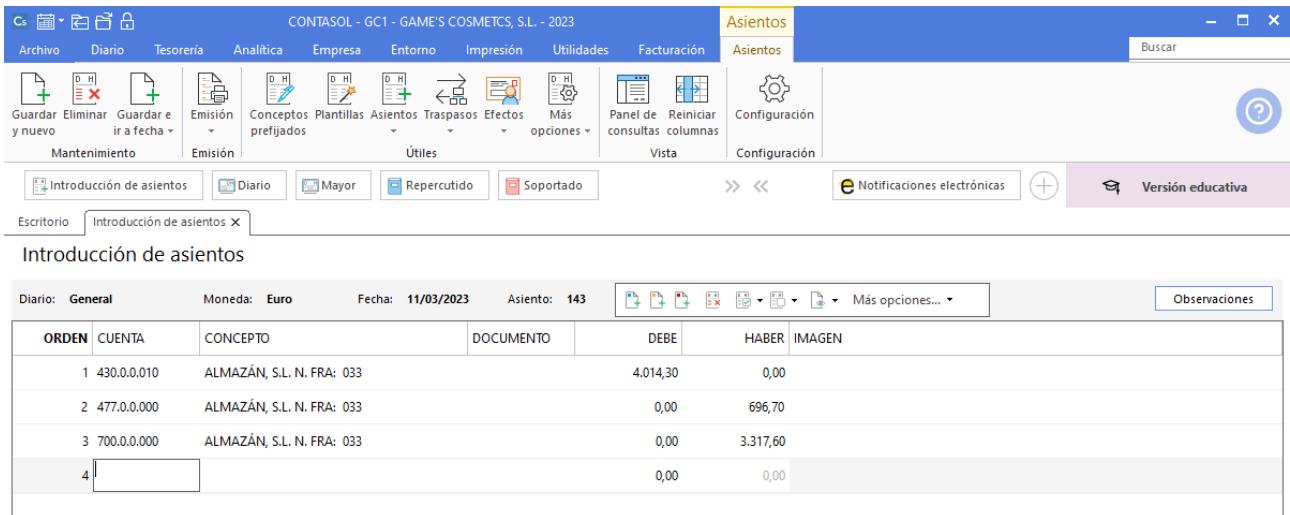 Cs CONTASOL - GC1 - GAME'S COSMETCS, S.L. - 2023 Asientos
Archivo Diario Tesorería Analítica Empresa Entorno Impresión Utilidades Facturación Asientos Buscar
D H D H D H D H D H
Guardar Eliminar Guardar e Emisión Conceptos Plantillas Asientos Traspasos Efectos Más Panel de Reiniciar Configuración
y nuevo ir a fecha prefijados opciones consultas columnas
Mantenimiento Emisión Útiles Vista Configuración
Introducción de asientos Diario Mayor Repercutido Soportado Notificaciones electrónicas Versión educativa
Escritorio Introducción de asientos X
Introducción de asientos
Diario: General Moneda: Euro Fecha: 11/03/2023 Asiento: 143 Más opciones... Observaciones
ORDEN CUENTA CONCEPTO DOCUMENTO DEBE HABER IMAGEN
1 430.0.0.010 ALMAZÁN, S.L. N. FRA: 033 4.014,30 0,00
2 477.0.0.000 ALMAZÁN, S.L. N. FRA: 033 0,00 696,70
3 700.0.0.000 ALMAZÁN, S.L. N. FRA: 033 0,00 3.317,60
4 0,00 0,00